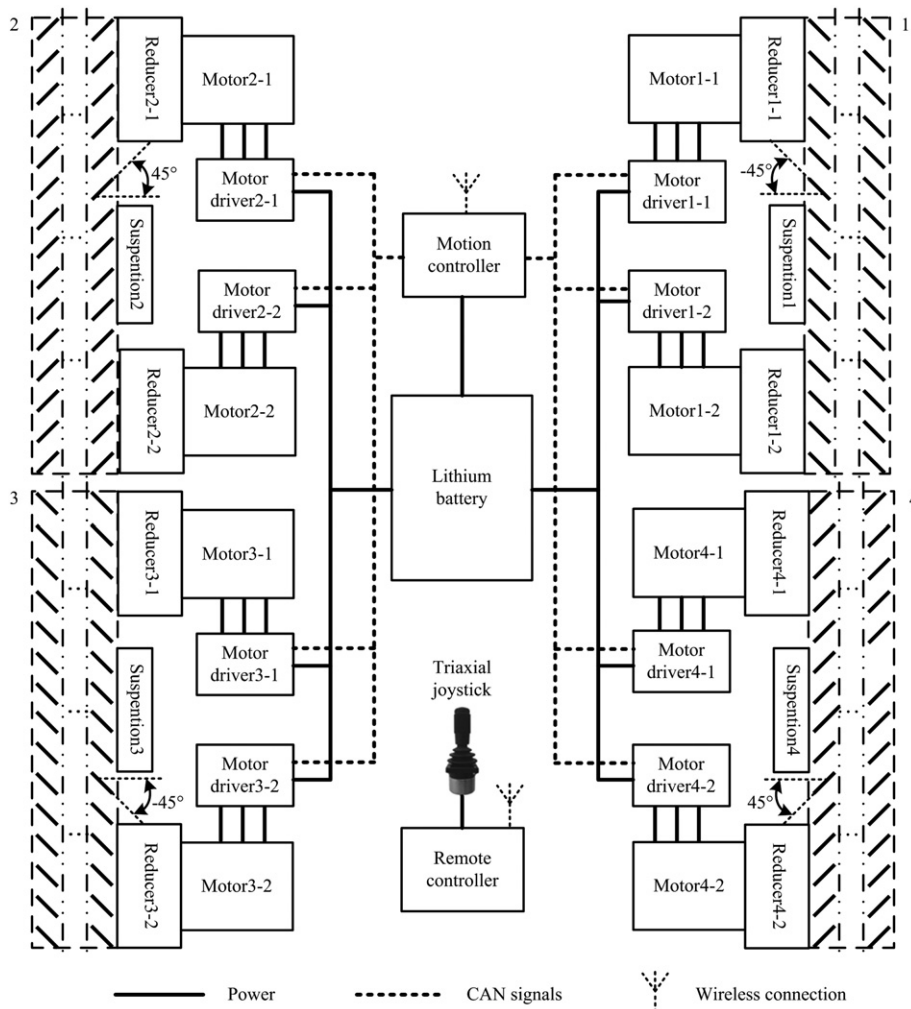 2
1
Reducer2-1
Motor2-1
Motor1-1
Reducer1-1
45°
-45°
Motor
driver2-1
Motor
driver1-1
Suspention2
Motion
controller
Suspention1
Motor
driver2-2
Motor
driver1-2
Reducer2-2
Motor2-2
Motor1-2
Reducer1-2
Lithium
battery
3
Reducer3-1
Motor3-1
Motor4-1
Reducer4-1
Motor
driver3-1
Motor
driver4-1
Suspention3
Triaxial
joystick
Suspention4
Motor
driver3-2
Motor
driver4-2
-45°
45°
Reducer3-2
Motor3-2
Remote
controller
Motor4-2
Reducer4-2
Power
CAN signals
Wireless connection